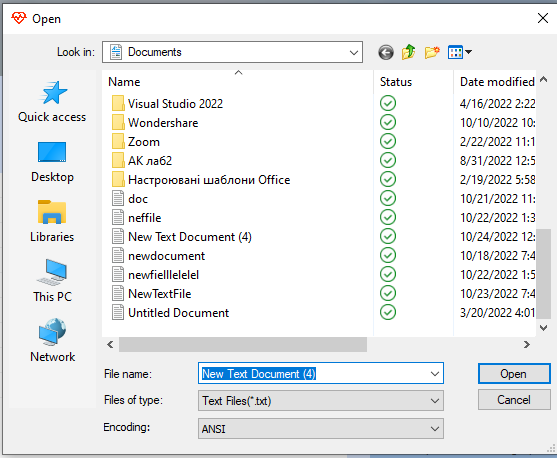 Open
Look in: Documents
Name Status Date modified
Quick access
Desktop
Libraries
This PC
Network
Visual Studio 2022 4/16/2022 2:22
Wondershare 10/10/2022 10:
Zoom 2/22/2022 11:1
АК лаб2 8/31/2022 12:5
Настроювані шаблони Office 2/19/2022 5:58
doc 10/21/2022 11:
neffile 10/22/2022 1:3
New Text Document (4) 10/24/2022 12:
newdocument 10/18/2022 7:4
newfielllelelel 10/22/2022 1:5
NewTextFile 10/23/2022 7:4
Untitled Document 3/20/2022 4:01
File name: New Text Document (4) Open
Files of type: Text Files(*.txt) Cancel
Encoding: ANSI